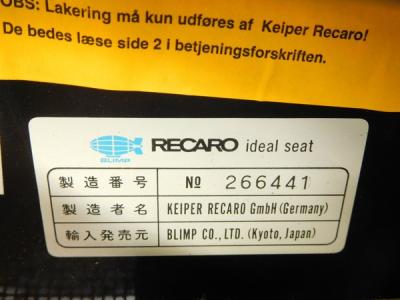 OBS: Lakering må kun udføres af Keiper Recaro!
De bedes læse side 2 i betjeningsforskriften.
BLIMP
RECARO ideal seat
製造番号 № 266441
製造者名 KEIPER RECARO GmbH (Germany)
輸入発売元 BLIMP CO., LTD. (Kyoto, Japan)